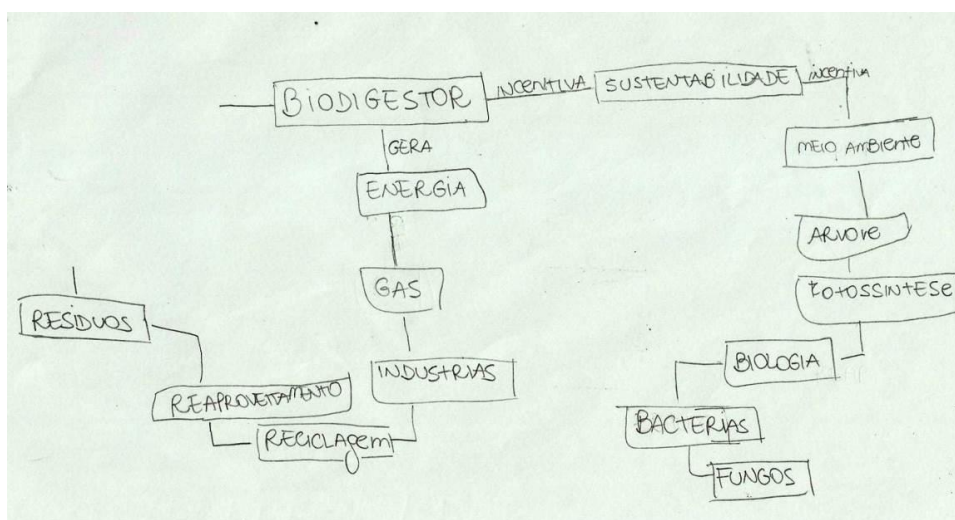 BIODIGESTOR
INCENTIVA
SUSTENTABILIDADE
incentiva
GERA
MEIO AMBIENTE
ENERGIA
ARVORE
GAS
FOTOSSINTESE
RESIDUOS
BIOLOGIA
INDUSTRIAS
REAPROVEITAMENTO
BACTERIAS
RECICLAgem
FUNGOS